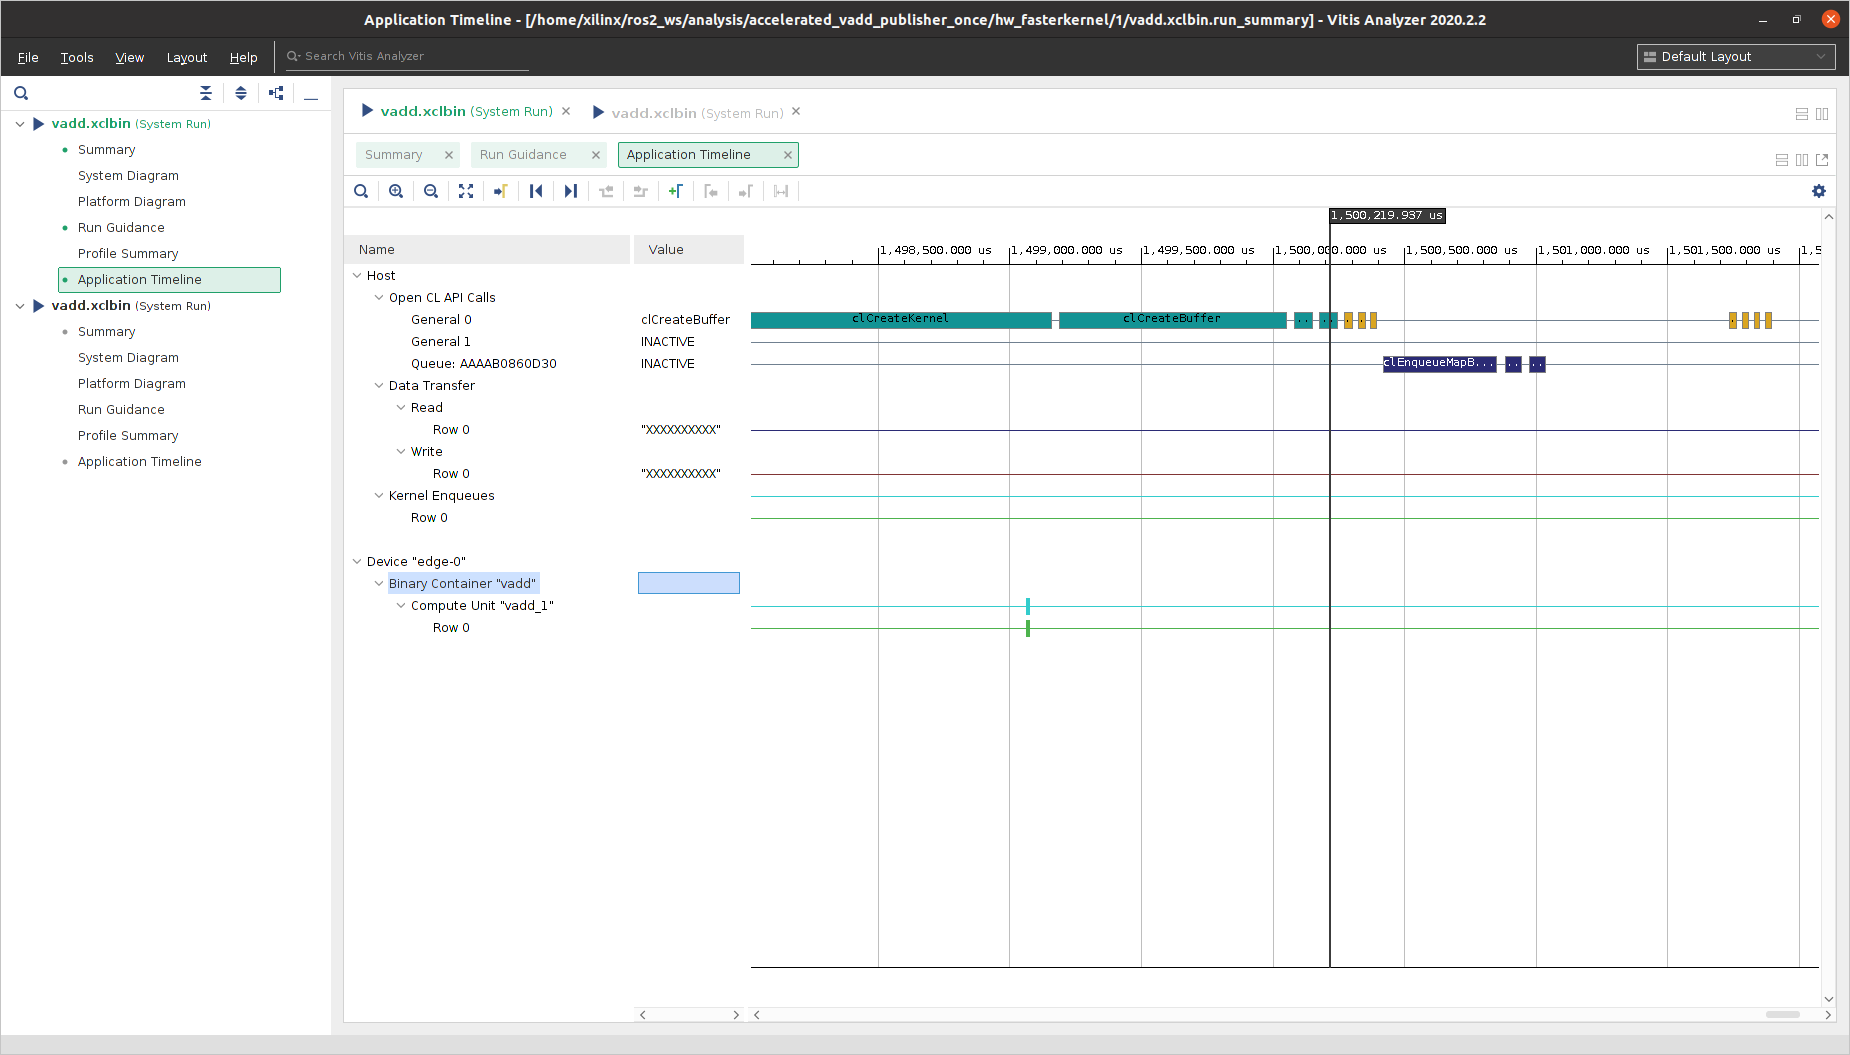 Application Timeline - [/home/xilinx/ros2_ws/analysis/accelerated_vadd_publisher_once/hw_fasterkernel/1/vadd.xclbin.run_summary] - Vitis Analyzer 2020.2.2
File Tools View Layout Help Search Vitis Analyzer Default Layout
vadd.xclbin (System Run)
Summary
System Diagram
Platform Diagram
Run Guidance
Profile Summary
Application Timeline
vadd.xclbin (System Run)
Summary
System Diagram
Platform Diagram
Run Guidance
Profile Summary
Application Timeline
vadd.xclbin (System Run) vadd.xclbin (System Run)
Summary Run Guidance Application Timeline
1,500,219.937 us
Name Value 1,498,500.000 us 1,499,000.000 us 1,499,500.000 us 1,500,000.000 us 1,500,500.000 us 1,501,000.000 us 1,501,500.000 us 1,5
Host
Open CL API Calls
General 0 clCreateBuffer clCreateKernel clCreateBuffer .. .. . . .
General 1 INACTIVE
Queue: AAAAB0860D30 INACTIVE clEnqueueMapB... .. ..
Data Transfer
Read
Row 0 "XXXXXXXXXX"
Write
Row 0 "XXXXXXXXXX"
Kernel Enqueues
Row 0
Device "edge-0"
Binary Container "vadd"
Compute Unit "vadd_1"
Row 0